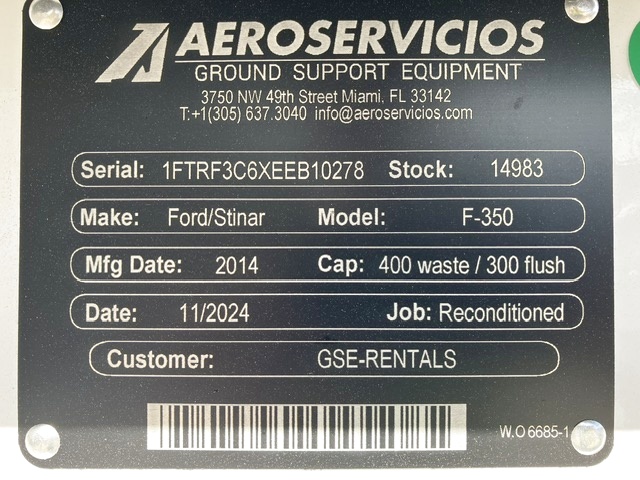 AEROSERVICIOS
GROUND SUPPORT EQUIPMENT
3750 NW 49th Street Miami, FL 33142
T:+1(305) 637.3040 info@aeroservicios.com
Serial: 1FTRF3C6XEEB10278 Stock: 14983
Make: Ford/Stinar Model: F-350
Mfg Date: 2014 Cap: 400 waste / 300 flush
Date: 11/2024 Job: Reconditioned
Customer: GSE-RENTALS
W.O 6685-1